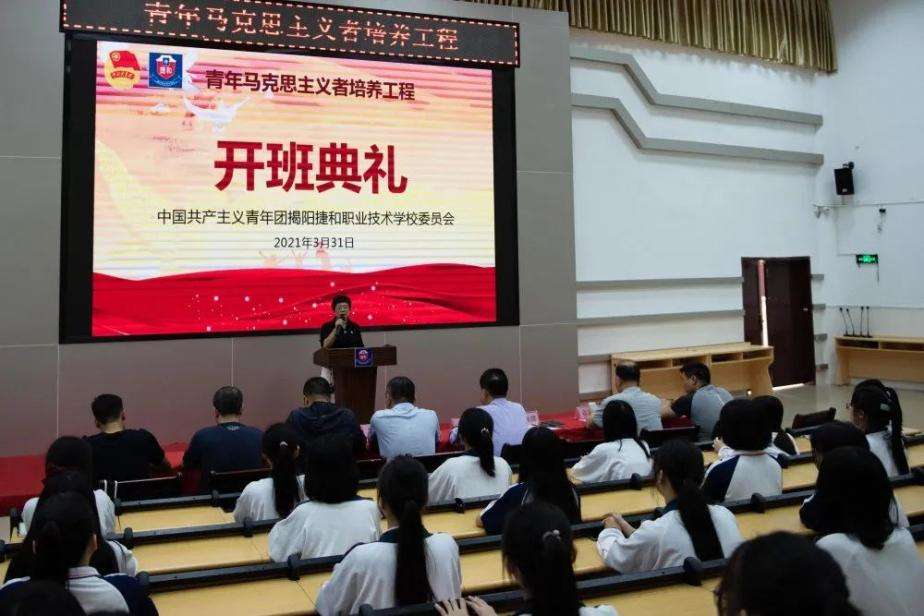 青年马克思主义者培养工程
捷和
青年马克思主义者培养工程
开班典礼
中国共产主义青年团揭阳捷和职业技术学校委员会
2021年3月31日